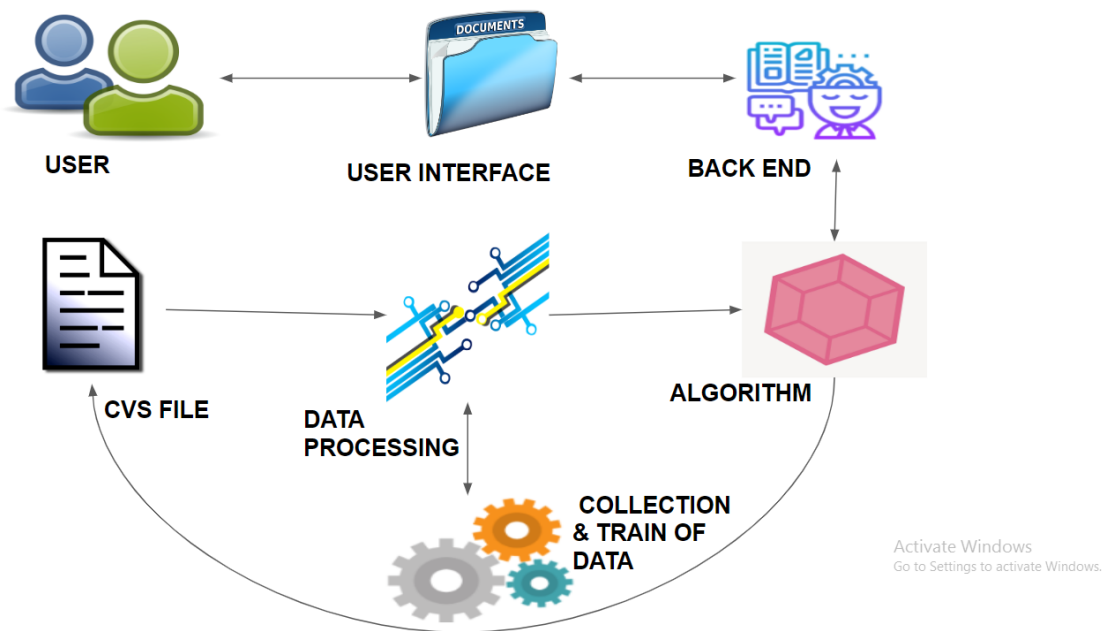 DOCUMENTS
USER
USER INTERFACE
BACK END
CVS FILE
DATA
PROCESSING
ALGORITHM
COLLECTION
& TRAIN OF
DATA
Activate Windows
Go to Settings to activate Windows.